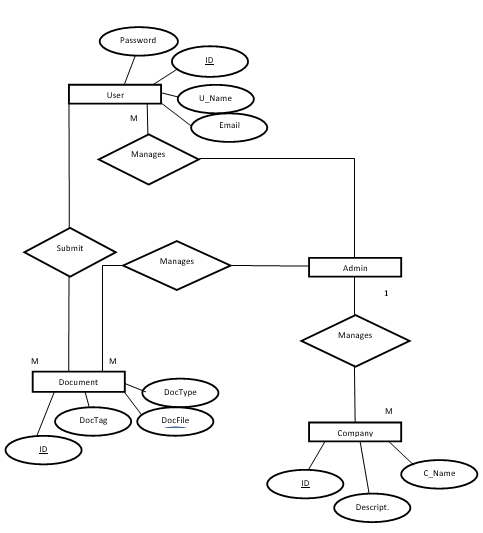 Password
ID
User
U_Name
M
Email
Manages
Submit
Manages
Admin
1
Manages
M
M
Document
DocType
M
DocTag
DocFile
Company
ID
C_Name
ID
Descript.